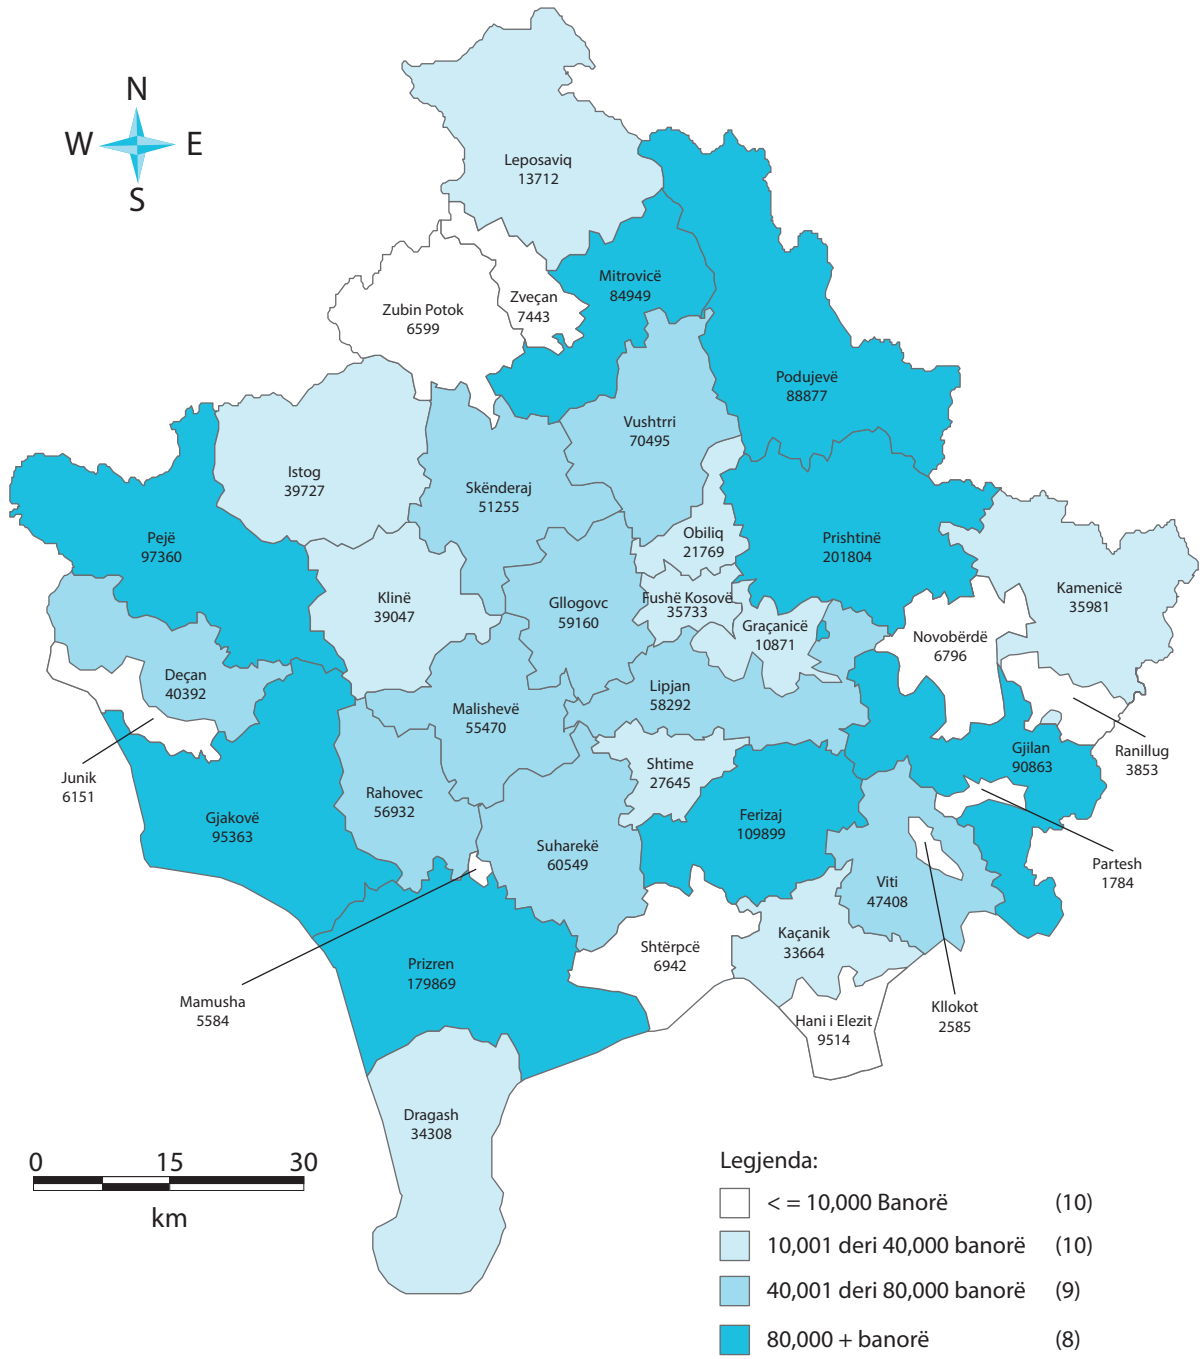 N
W E
S
Leposaviq
13712
Mitrovicë
84949
Zveçan
7443
Zubin Potok
6599
Podujevë
88877
Vushtrri
70495
Istog
39727
Skënderaj
51255
Pejë
97360
Obiliq
21769
Prishtinë
201804
Klinë
39047
Gllogovc
59160
Fushë Kosovë
35733
Kamenicë
35981
Graçanicë
10871
Novobërdë
6796
Deçan
40392
Lipjan
58292
Malishevë
55470
Junik
6151
Shtime
27645
Gjilan
90863
Ranillug
3853
Rahovec
56932
Gjakovë
95363
Ferizaj
109899
Suharekë
60549
Partesh
1784
Viti
47408
Kaçanik
33664
Shtërpcë
6942
Prizren
179869
Mamusha
5584
Kllokot
2585
Hani i Elezit
9514
Dragash
34308
0 15 30
km
Legjenda:
< = 10,000 Banorë (10)
10,001 deri 40,000 banorë (10)
40,001 deri 80,000 banorë (9)
80,000 + banorë (8)